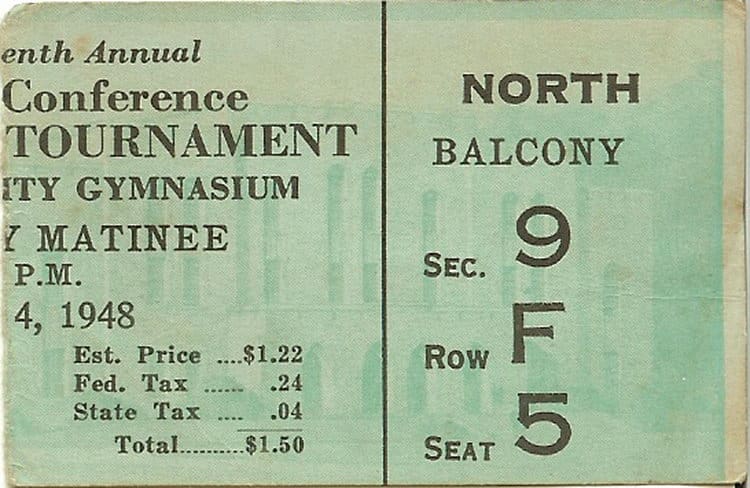 enth Annual
Conference
TOURNAMENT
ITY GYMNASIUM
Y MATINEE
P.M.
4, 1948
Est. Price ....$1.22
Fed. Tax ...... .24
State Tax .... .04
Total..........$1.50
NORTH
BALCONY
SEC. 9
ROW F
SEAT 5